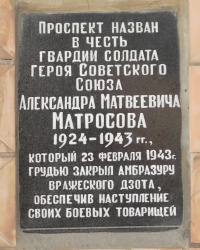 Проспект назван
в честь
гвардии солдата
Героя Советского
Союза
Александра Матвеевича
Матросова
1924-1943 гг.,
который 23 февраля 1943г.
грудью закрыл амбразуру
вражеского дзота,
обеспечив наступление
своих боевых товарищей